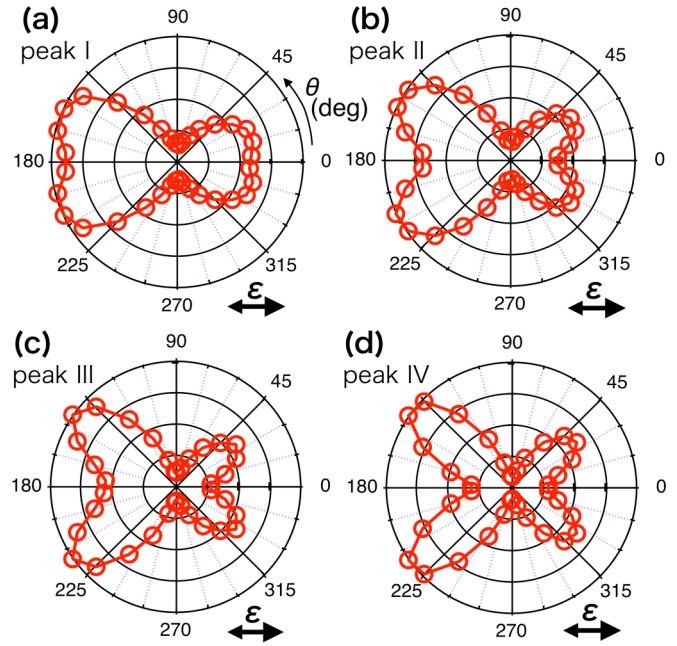 (a)
peak I
90
45
θ
(deg)
180
0
225
315
270
ε
(b)
peak II
90
45
180
0
225
315
270
ε
(c)
peak III
90
45
180
0
225
315
270
ε
(d)
peak IV
90
45
180
0
225
315
270
ε